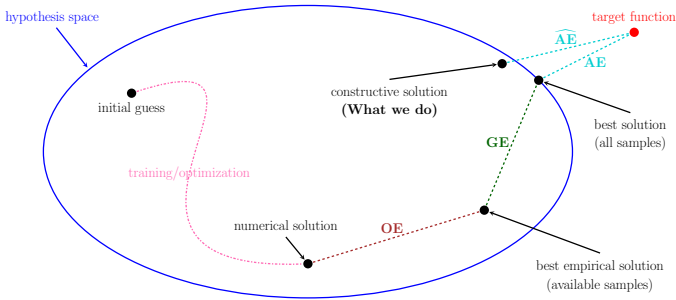 hypothesis space
target function
ÂE
AE
constructive solution
(What we do)
initial guess
best solution
(all samples)
GE
training/optimization
numerical solution
OE
best empirical solution
(available samples)